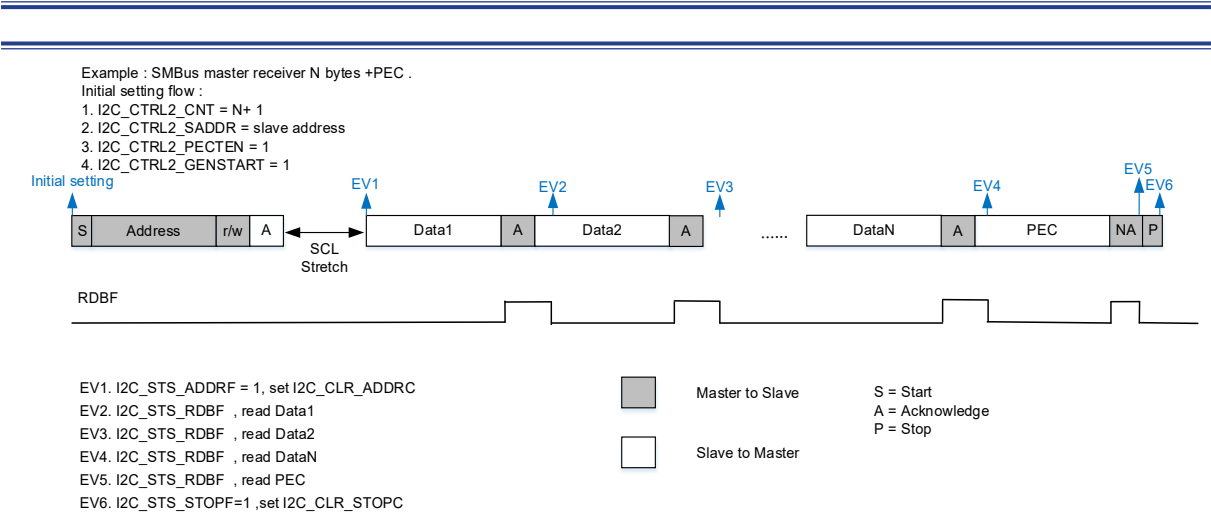 Example : SMBus master receiver N bytes +PEC .
Initial setting flow :
1. I2C_CTRL2_CNT = N+ 1
2. I2C_CTRL2_SADDR = slave address
3. I2C_CTRL2_PECTEN = 1
4. I2C_CTRL2_GENSTART = 1
Initial setting EV1 EV2 EV3 EV4 EV5 EV6
S Address r/w A Data1 A Data2 A ...... DataN A PEC NA P
SCL
Stretch
RDBF
EV1. I2C_STS_ADDRF = 1, set I2C_CLR_ADDRC
EV2. I2C_STS_RDBF , read Data1
EV3. I2C_STS_RDBF , read Data2
EV4. I2C_STS_RDBF , read DataN
EV5. I2C_STS_RDBF , read PEC
EV6. I2C_STS_STOPF=1 ,set I2C_CLR_STOPC
Master to Slave
Slave to Master
S = Start
A = Acknowledge
P = Stop